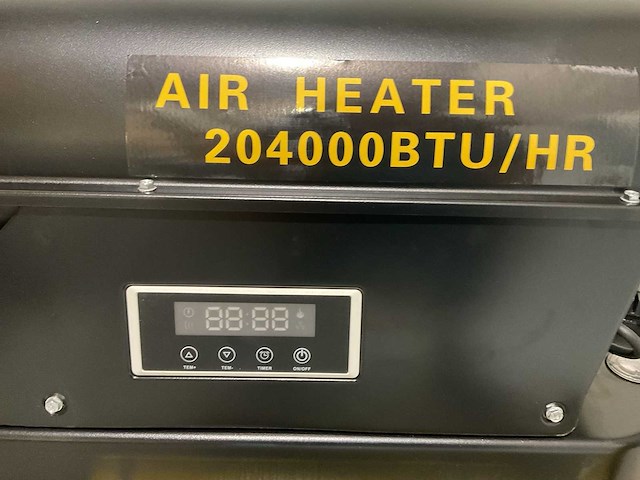 AIR HEATER
204000BTU/HR
88:88
TEM+ TEM- TIMER ON/OFF